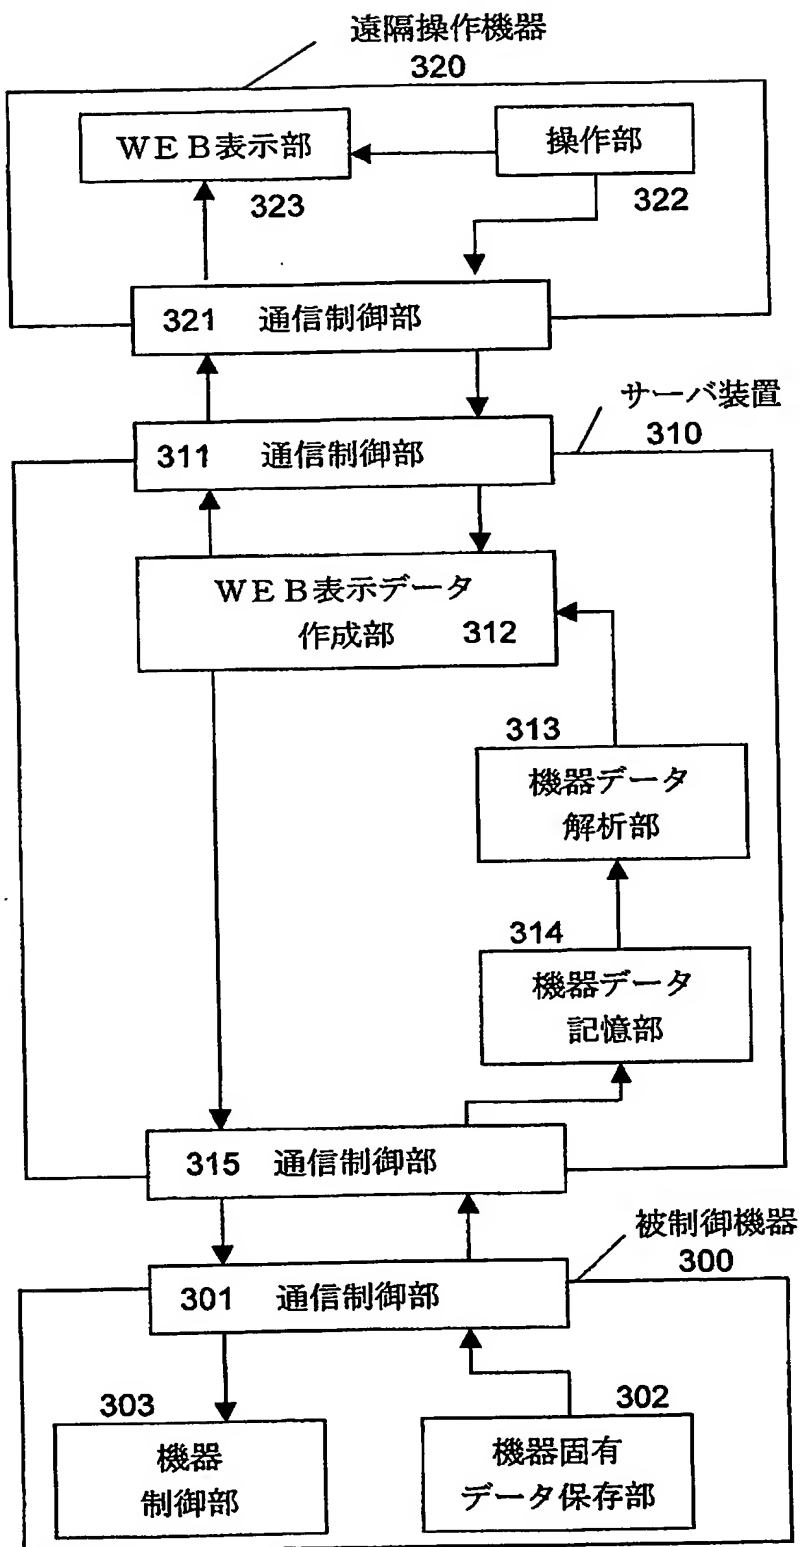 遠隔操作機器
320
WEB表示部
操作部
323
322
321 通信制御部
サーバ装置
310
311 通信制御部
WEB表示データ
作成部 312
313
機器データ
解析部
314
機器データ
記憶部
315 通信制御部
被制御機器
300
301 通信制御部
303
302
機器
制御部
機器固有
データ保存部